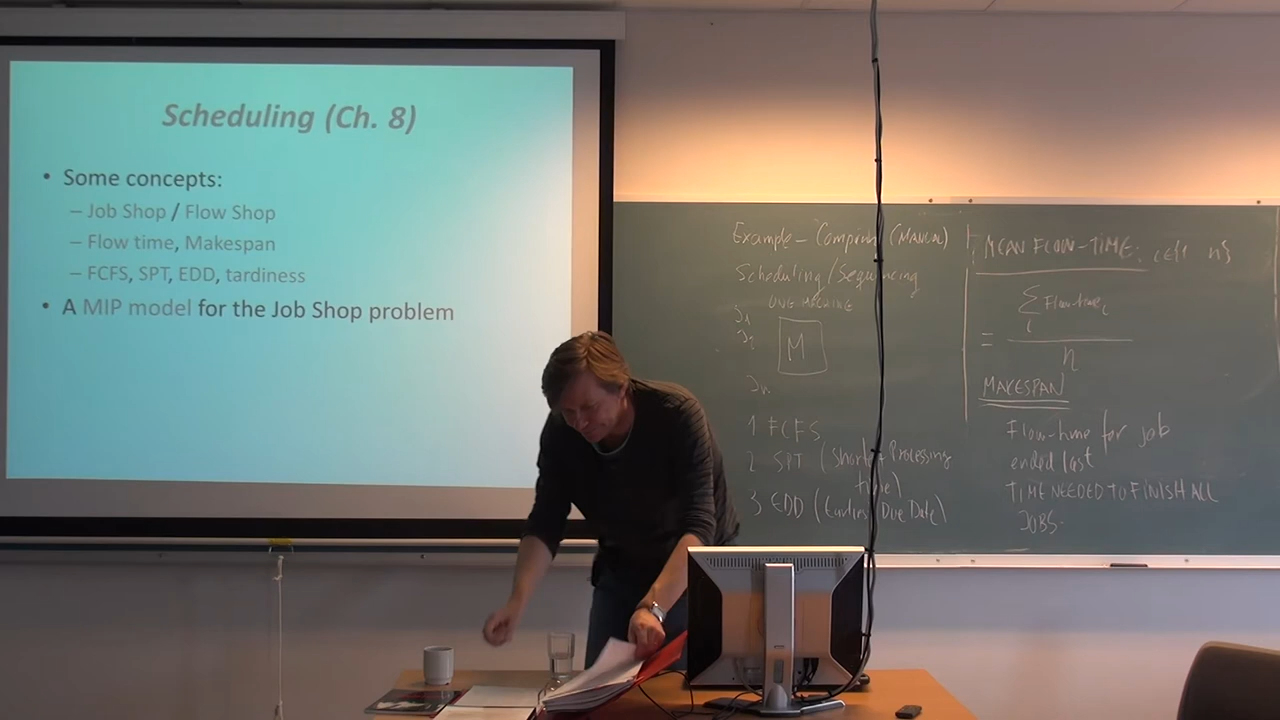 Scheduling (Ch. 8)
• Some concepts:
– Job Shop / Flow Shop
– Flow time, Makespan
– FCFS, SPT, EDD, tardiness
• A MIP model for the Job Shop problem
Example – (MANUAL)
Scheduling/Sequencing
ONE MACHINE
J1
J2
M
Jn
1 FCFS
2 SPT (Shortest Processing
time)
3 EDD (Earliest Due Date)
MEAN FLOW-TIME:
∑ Flow-time i
i
=
n
MAKESPAN
Flow-time for job
ended last
TIME NEEDED TO FINISH ALL
JOBS.